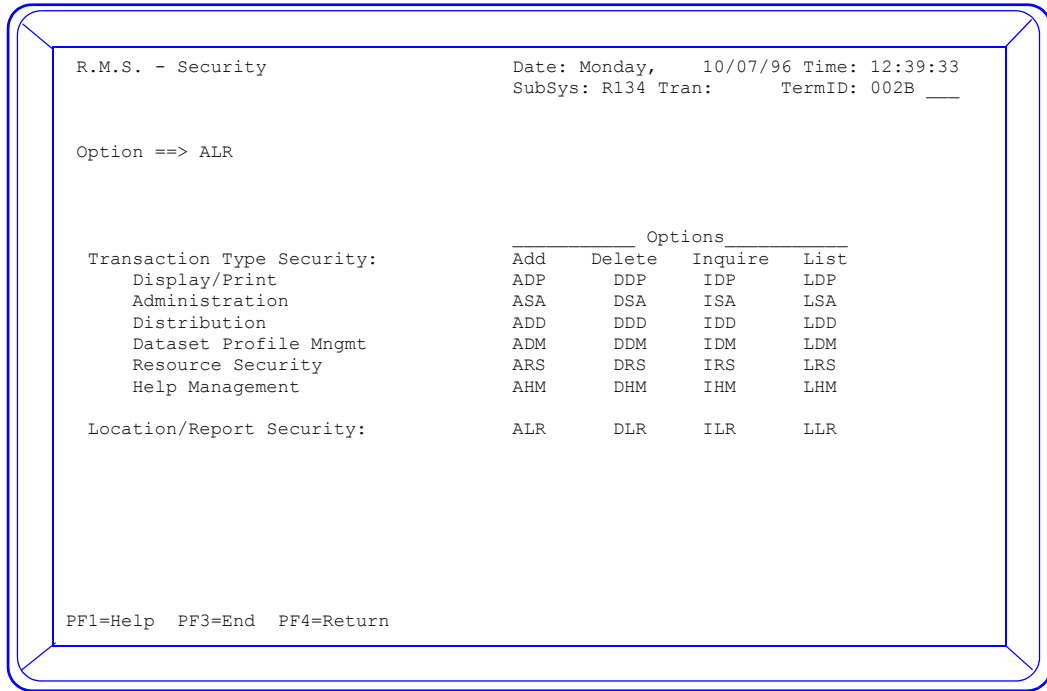 R.M.S. - Security Date: Monday, 10/07/96 Time: 12:39:33
SubSys: R134 Tran: TermID: 002B ___
Option ==> ALR
___________ Options___________
Transaction Type Security: Add Delete Inquire List
Display/Print ADP DDP IDP LDP
Administration ASA DSA ISA LSA
Distribution ADD DDD IDD LDD
Dataset Profile Mngmt ADM DDM IDM LDM
Resource Security ARS DRS IRS LRS
Help Management AHM DHM IHM LHM
Location/Report Security: ALR DLR ILR LLR
PF1=Help PF3=End PF4=Return